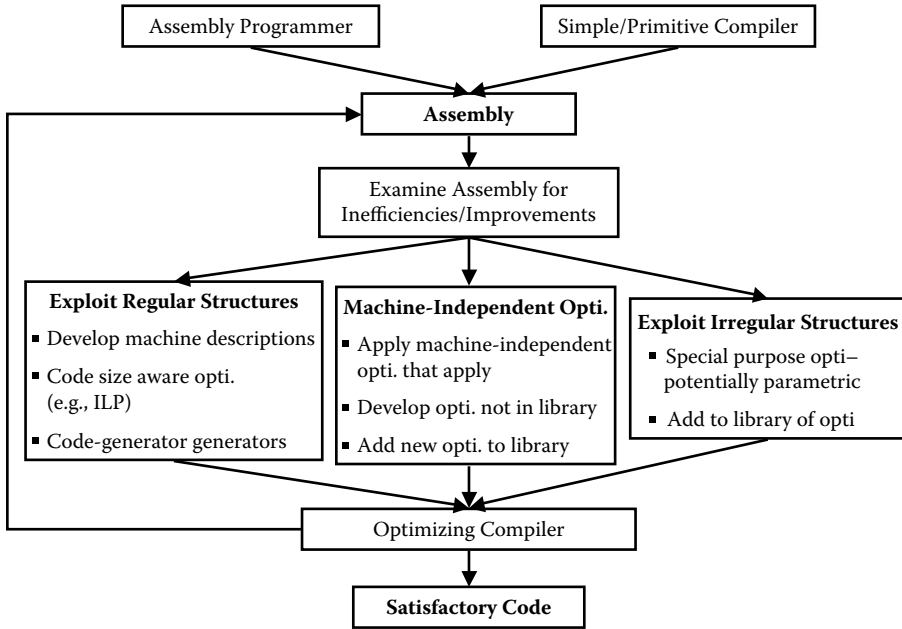 Assembly Programmer
Simple/Primitive Compiler
Assembly
Examine Assembly for
Inefficiencies/Improvements
Exploit Regular Structures
▪ Develop machine descriptions
▪ Code size aware opti.
(e.g., ILP)
▪ Code-generator generators
Machine-Independent Opti.
▪ Apply machine-independent
opti. that apply
▪ Develop opti. not in library
▪ Add new opti. to library
Exploit Irregular Structures
▪ Special purpose opti–
potentially parametric
▪ Add to library of opti
Optimizing Compiler
Satisfactory Code